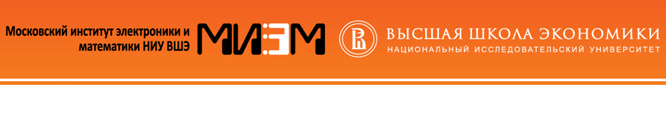 Московский институт электроники и
математики НИУ ВШЭ
МИЭМ
ВЫСШАЯ ШКОЛА ЭКОНОМИКИ
НАЦИОНАЛЬНЫЙ ИССЛЕДОВАТЕЛЬСКИЙ УНИВЕРСИТЕТ